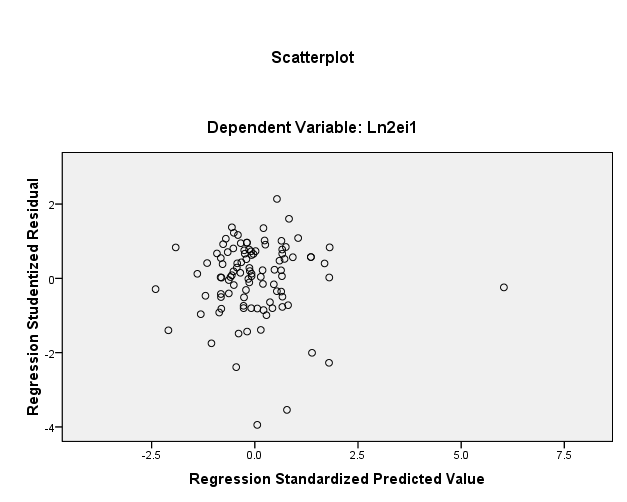 Scatterplot
Dependent Variable: Ln2ei1
Regression Studentized Residual
2
0
-2
-4
-2.5 0.0 2.5 5.0 7.5
Regression Standardized Predicted Value